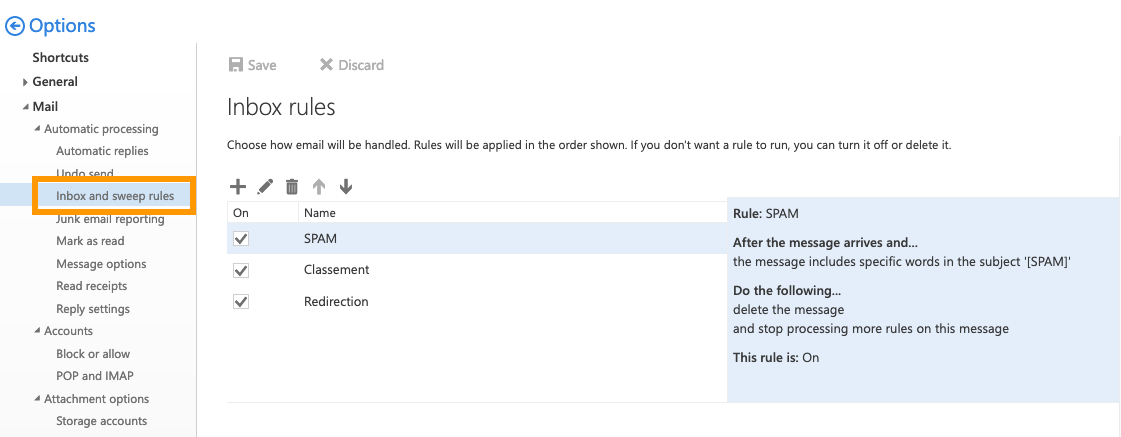 Options
Shortcuts
General
Mail
Automatic processing
Automatic replies
Undo send
Inbox and sweep rules
Junk email reporting
Mark as read
Message options
Read receipts
Reply settings
Accounts
Block or allow
POP and IMAP
Attachment options
Storage accounts
Save Discard
Inbox rules
Choose how email will be handled. Rules will be applied in the order shown. If you don't want a rule to run, you can turn it off or delete it.
On Name
SPAM
Classement
Redirection
Rule: SPAM
After the message arrives and...
the message includes specific words in the subject '[SPAM]'
Do the following...
delete the message
and stop processing more rules on this message
This rule is: On